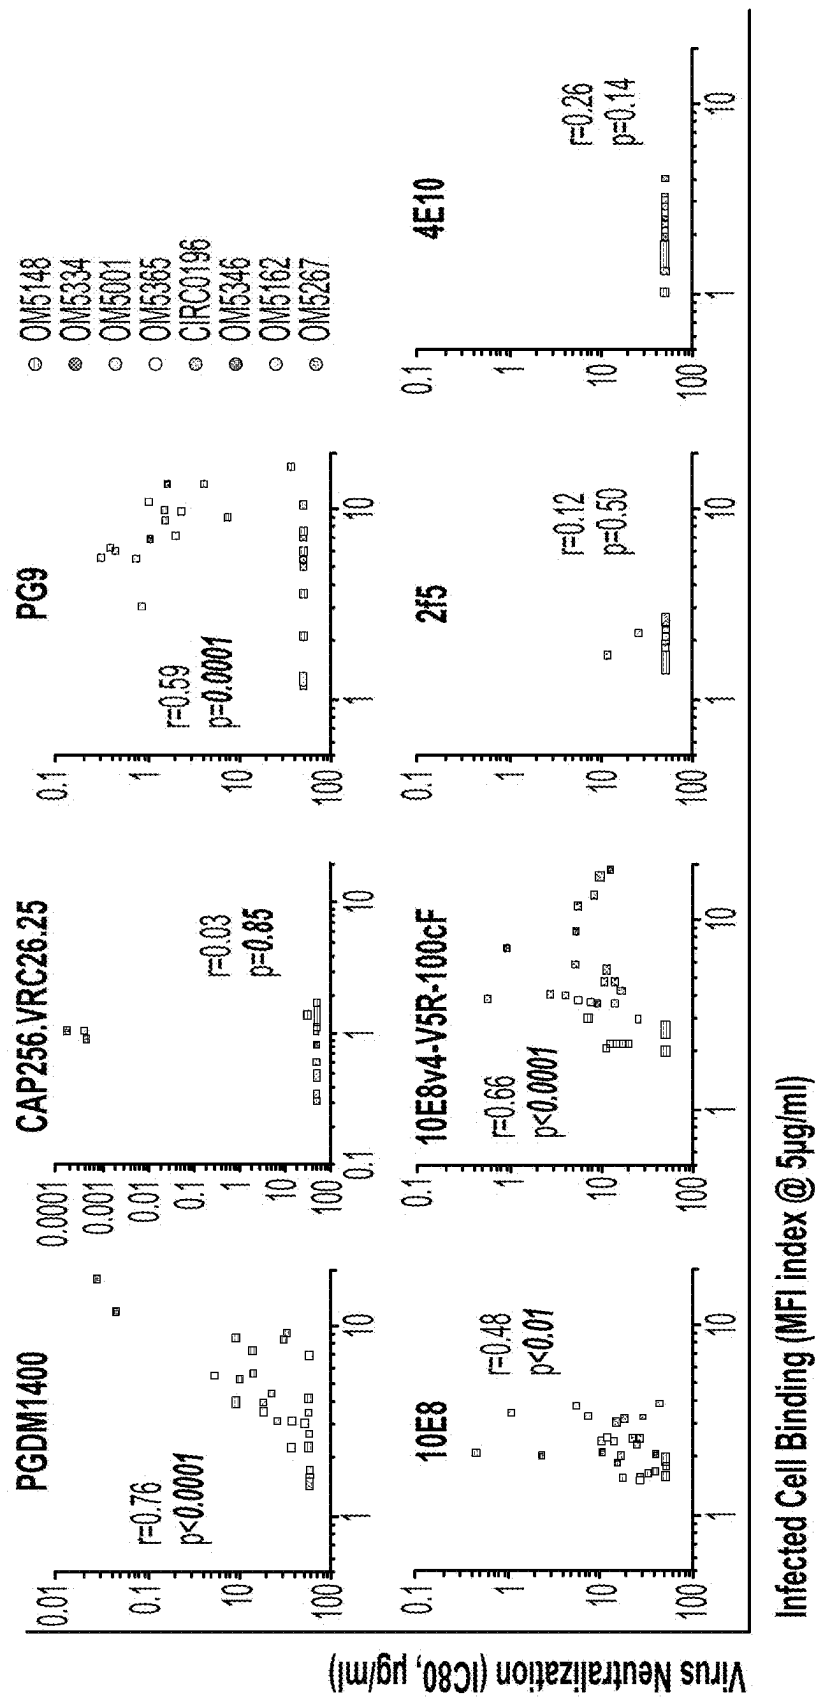 PGDM1400
r=0.76
p<0.0001
0.01
0.1
10
100
1
10
CAP256.VRC26.25
r=0.03
p=0.85
0.0001
0.001
0.01
0.1
1
10
100
0.1
1
10
PG9
r=0.59
p=0.0001
0.1
1
10
100
1
10
OM5148
OM5334
OM5001
OM5365
CIRC0196
OM5346
OM5162
OM5267
10E8
r=0.48
p<0.01
0.1
1
10
100
1
10
10E8v4-V5R-100cF
r=0.66
p<0.0001
0.1
1
10
100
1
10
2f5
r=0.12
p=0.50
0.1
1
10
100
1
10
4E10
r=0.26
p=0.14
0.1
1
10
100
1
10
Virus Neutralization (IC80, µg/ml)
Infected Cell Binding (MFI index @ 5µg/ml)